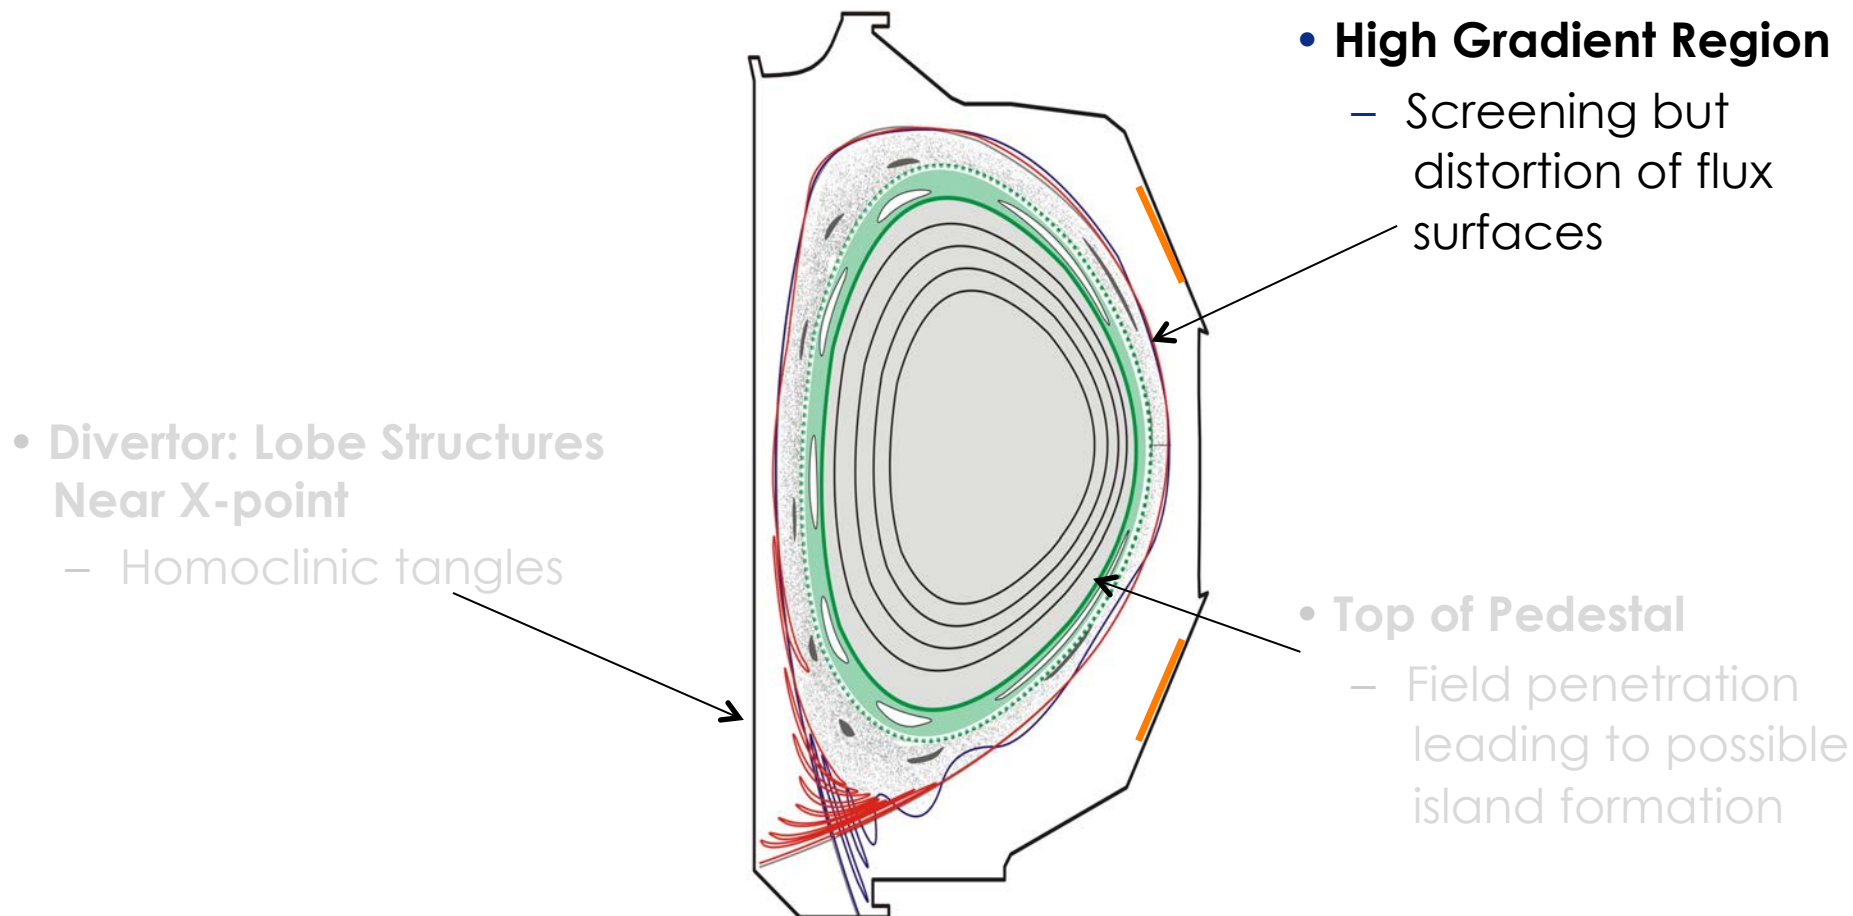 • High Gradient Region
– Screening but
distortion of flux
surfaces
• Divertor: Lobe Structures
Near X-point
– Homoclinic tangles
• Top of Pedestal
– Field penetration
leading to possible
island formation